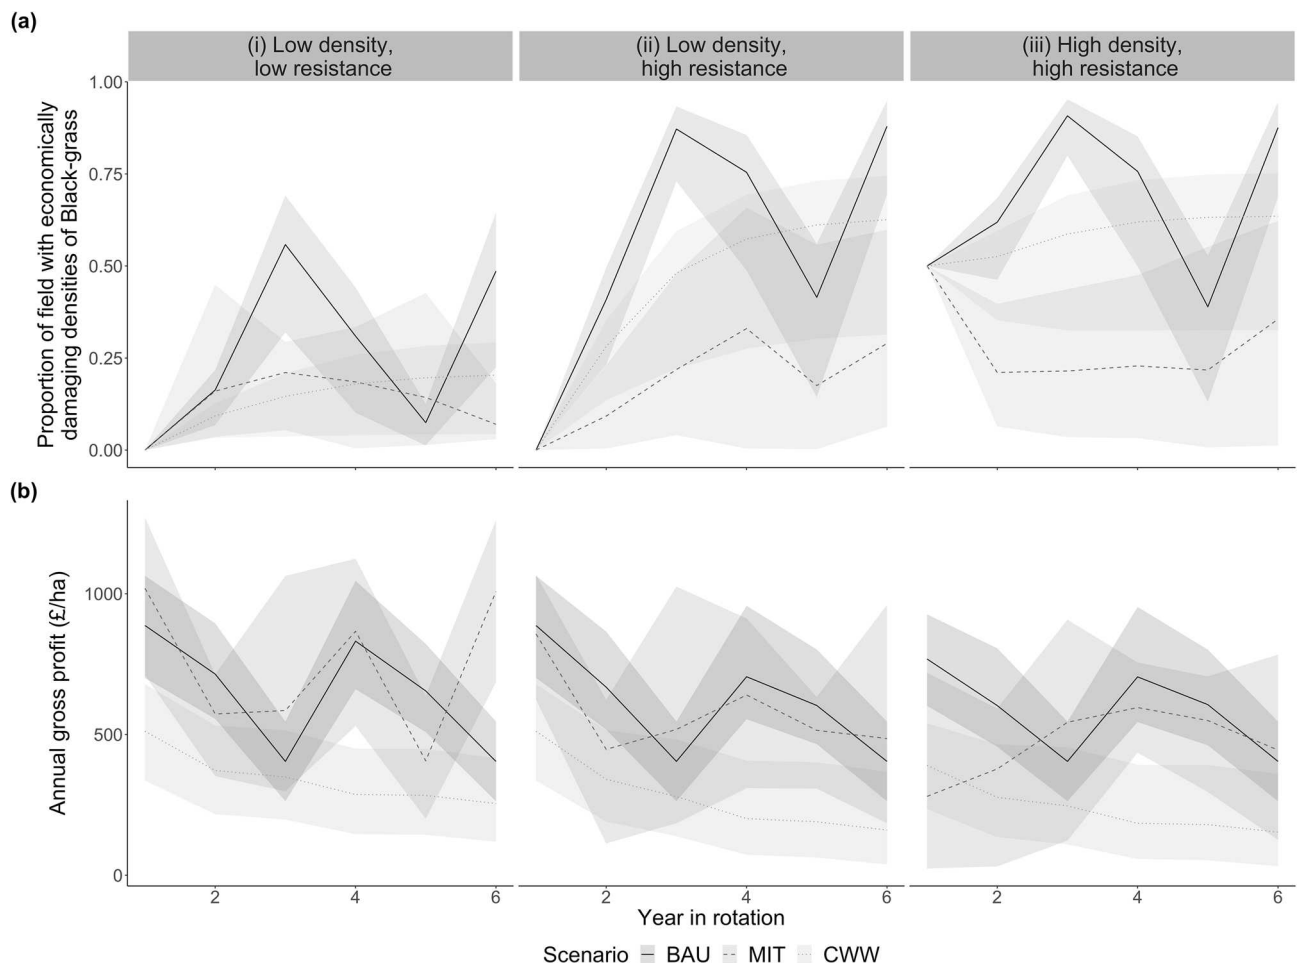 (a)
(i) Low density,
low resistance
(ii) Low density,
high resistance
(iii) High density,
high resistance
Proportion of field with economically
damaging densities of Black-grass
1.00
0.75
0.50
0.25
0.00
(b)
Annual gross profit (£/ha)
1000
500
0
2 4 6 2 4 6 2 4 6
Year in rotation
Scenario BAU MIT CWW